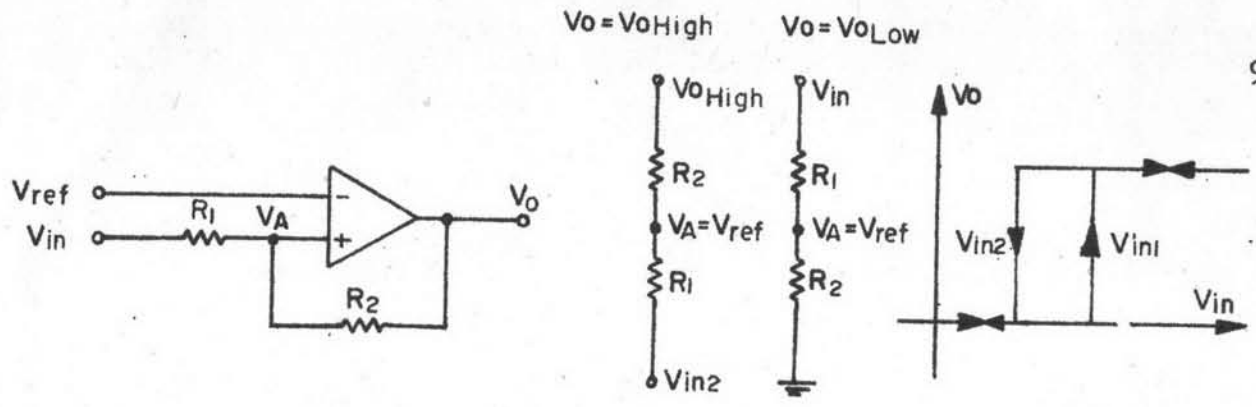 Vo = VoHigh
Vo = VoLow
VoHigh
Vin
Vo
R2
R1
VA=Vref
VA=Vref
R1
R2
Vin2
Vin2
Vin1
Vin
Vref
Vin
R1
VA
-
+
Vo
R2